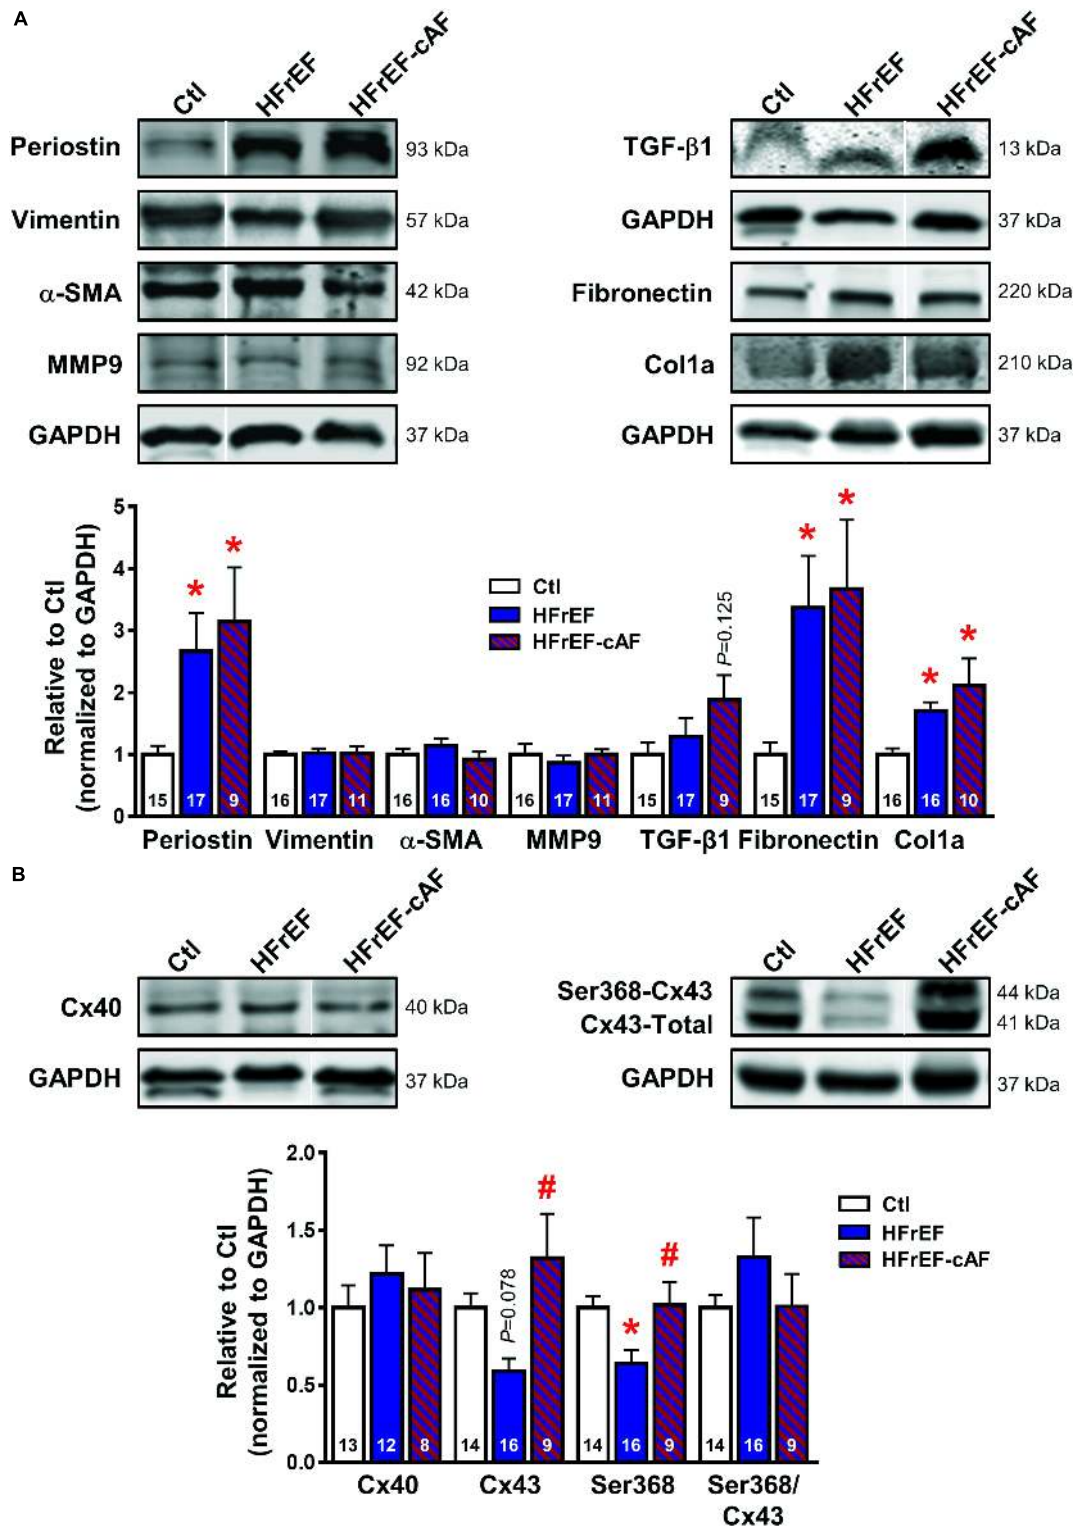 A
Ctl HFrEF HFrEF-cAF
Periostin 93 kDa
Vimentin 57 kDa
α-SMA 42 kDa
MMP9 92 kDa
GAPDH 37 kDa
Ctl HFrEF HFrEF-cAF
TGF-β1 13 kDa
GAPDH 37 kDa
Fibronectin 220 kDa
Col1a 210 kDa
GAPDH 37 kDa
Relative to Ctl
(normalized to GAPDH)
5
4
3
2
1
0
Ctl
HFrEF
HFrEF-cAF
* * P=0.125 * * * *
15 17 9 16 17 11 16 16 10 16 17 11 15 17 9 15 17 9 16 16 10
Periostin Vimentin α-SMA MMP9 TGF-β1 Fibronectin Col1a
B
Ctl HFrEF HFrEF-cAF
Cx40 40 kDa
GAPDH 37 kDa
Ctl HFrEF HFrEF-cAF
Ser368-Cx43 44 kDa
Cx43-Total 41 kDa
GAPDH 37 kDa
Relative to Ctl
(normalized to GAPDH)
2.0
1.5
1.0
0.5
0.0
Ctl
HFrEF
HFrEF-cAF
P=0.078 # * #
13 12 8 14 16 9 14 16 9 14 16 9
Cx40 Cx43 Ser368 Ser368/
Cx43